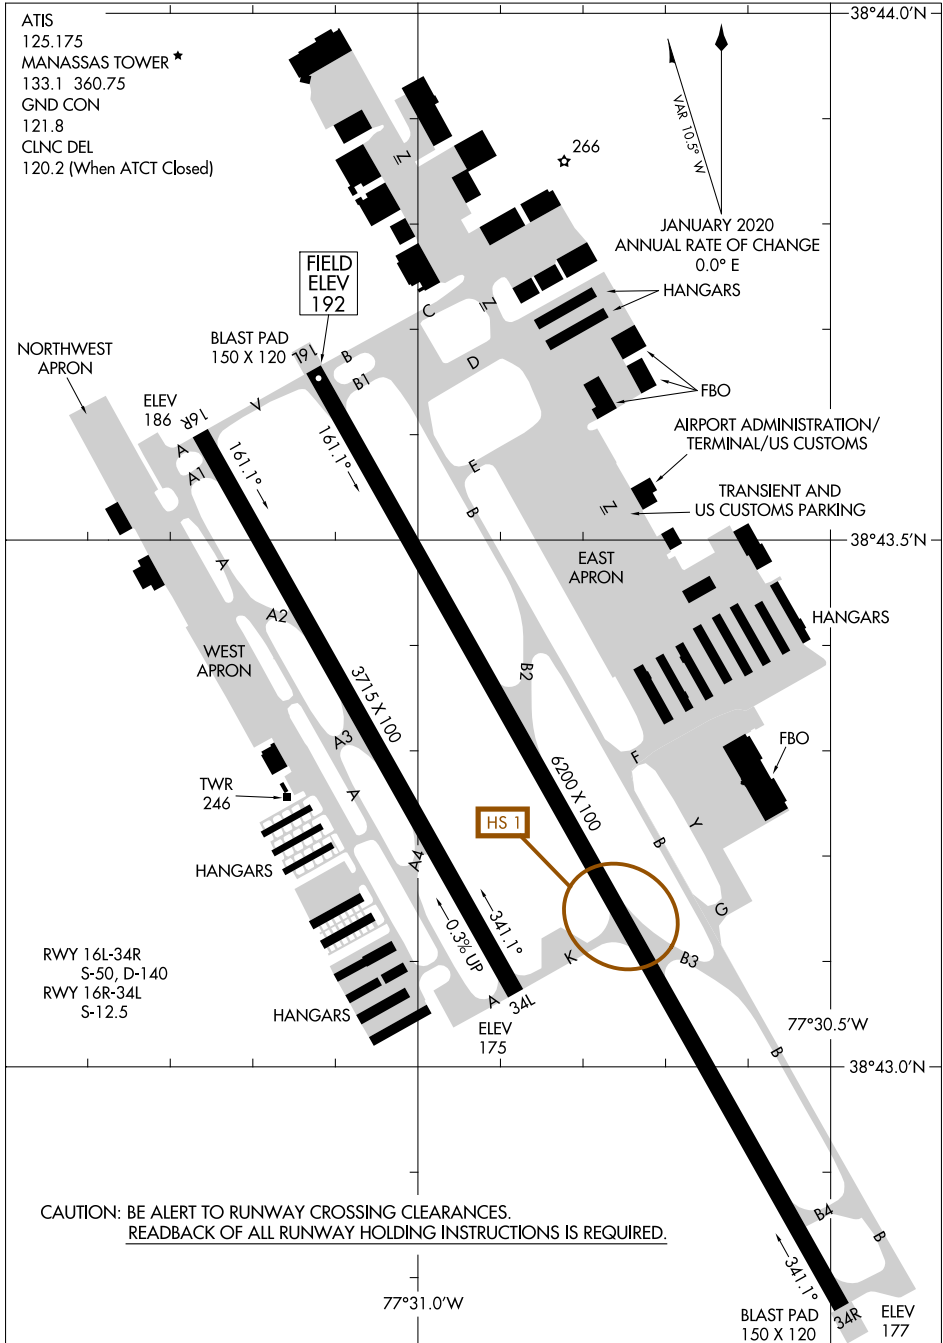 ATIS
125.175
MANASSAS TOWER
133.1 360.75
GND CON
121.8
CLNC DEL
120.2 (When ATCT Closed)
38°44.0'N
VAR 10.5° W
266
JANUARY 2020
ANNUAL RATE OF CHANGE
0.0° E
HANGARS
FIELD
ELEV
192
C
D
BLAST PAD
150 X 120
16L
B
B1
NORTHWEST
APRON
ELEV
186
16R
V
A
A1
161.1°
161.1°
FBO
AIRPORT ADMINISTRATION/
TERMINAL/US CUSTOMS
E
B
TRANSIENT AND
US CUSTOMS PARKING
38°43.5'N
EAST
APRON
A
A2
HANGARS
WEST
APRON
B2
3715 X 100
A3
F
FBO
6200 X 100
TWR
246
A
HS 1
Y
B
A4
HANGARS
G
341.1°
0.3% UP
K
B3
RWY 16L-34R
S-50, D-140
RWY 16R-34L
S-12.5
A
34L
HANGARS
ELEV
175
77°30.5'W
B
38°43.0'N
CAUTION: BE ALERT TO RUNWAY CROSSING CLEARANCES.
READBACK OF ALL RUNWAY HOLDING INSTRUCTIONS IS REQUIRED.
B4
B
341.1°
77°31.0'W
BLAST PAD
150 X 120
34R
ELEV
177